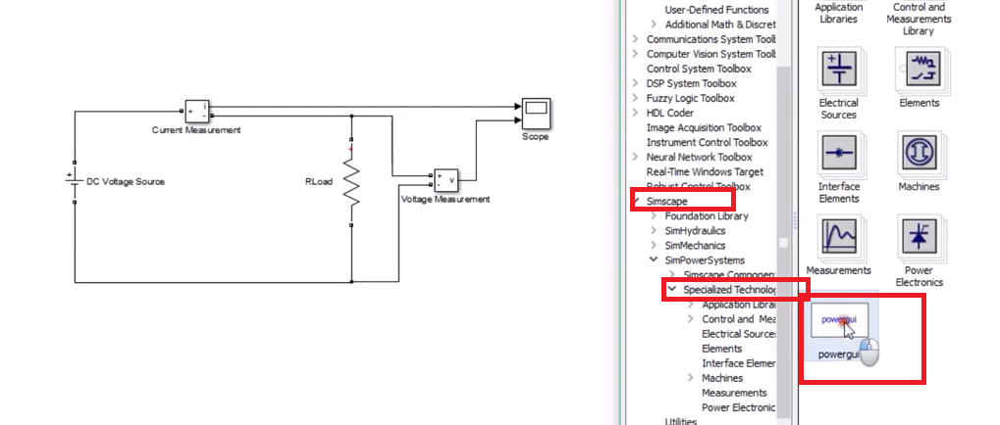 Current Measurement
i
+
-
Scope
+
DC Voltage Source
+
RLoad
+
-
v
Voltage Measurement
User-Defined Functions
Additional Math & Discret
Communications System Toolb
Computer Vision System Toolb
Control System Toolbox
DSP System Toolbox
Fuzzy Logic Toolbox
HDL Coder
Image Acquisition Toolbox
Instrument Control Toolbox
Neural Network Toolbox
Real-Time Windows Target
Robust Control Toolbox
Simscape
Foundation Library
SimHydraulics
SimMechanics
SimPowerSystems
Simscape Componen
Specialized Technolog
Application Librar
Control and Mea
Electrical Sources
Elements
Interface Elemer
Machines
Measurements
Power Electronic
Utilities
Application
Libraries
Control and
Measurements
Library
Electrical
Sources
Elements
Interface
Elements
Machines
Measurements
Power
Electronics
powergui
powergui